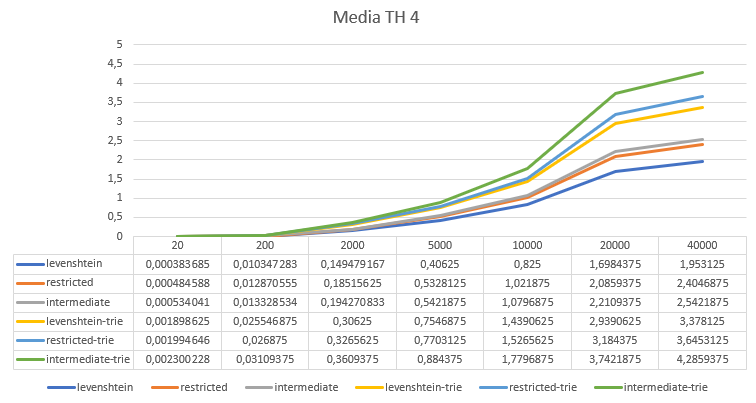 Media TH 4
5
4,5
4
3,5
3
2,5
2
1,5
1
0,5
0
20 200 2000 5000 10000 20000 40000
levenshtein 0,000383685 0,010347283 0,149479167 0,40625 0,825 1,6984375 1,953125
restricted 0,000484588 0,012870555 0,18515625 0,5328125 1,021875 2,0859375 2,4046875
intermediate 0,000534041 0,013328534 0,194270833 0,5421875 1,0796875 2,2109375 2,5421875
levenshtein-trie 0,001898625 0,025546875 0,30625 0,7546875 1,4390625 2,9390625 3,378125
restricted-trie 0,001994646 0,026875 0,3265625 0,7703125 1,5265625 3,184375 3,6453125
intermediate-trie 0,002300228 0,03109375 0,3609375 0,884375 1,7796875 3,7421875 4,2859375
levenshtein restricted intermediate levenshtein-trie restricted-trie intermediate-trie